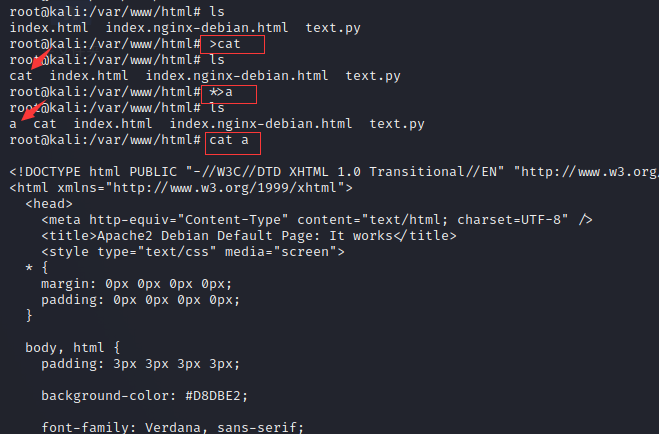 root@kali:/var/www/html# ls
index.html  index.nginx-debian.html  text.py
root@kali:/var/www/html# >cat
root@kali:/var/www/html# ls
cat  index.html  index.nginx-debian.html  text.py
root@kali:/var/www/html# *>a
root@kali:/var/www/html# ls
a  cat  index.html  index.nginx-debian.html  text.py
root@kali:/var/www/html# cat a
<!DOCTYPE html PUBLIC "-//W3C//DTD XHTML 1.0 Transitional//EN" "http://www.w3.org/
<html xmlns="http://www.w3.org/1999/xhtml">
  <head>
    <meta http-equiv="Content-Type" content="text/html; charset=UTF-8" />
    <title>Apache2 Debian Default Page: It works</title>
    <style type="text/css" media="screen">
  * {
    margin: 0px 0px 0px 0px;
    padding: 0px 0px 0px 0px;
  }
  body, html {
    padding: 3px 3px 3px 3px;
    background-color: #D8DBE2;
    font-family: Verdana, sans-serif;